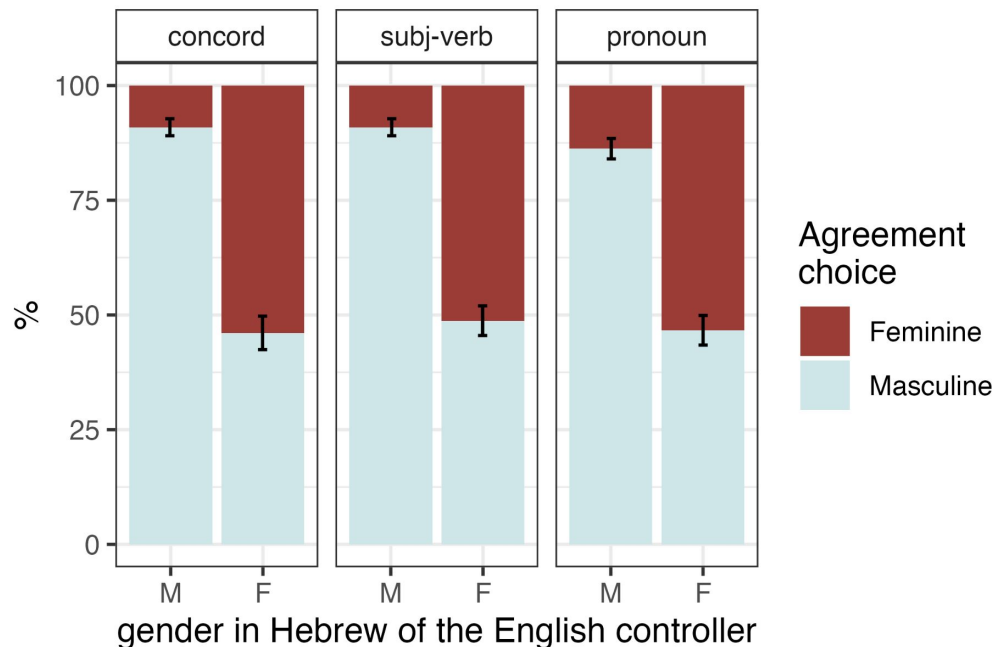 concord subj-verb pronoun
100
75
50
25
0
%
M F M F M F
gender in Hebrew of the English controller
Agreement
choice
Feminine
Masculine